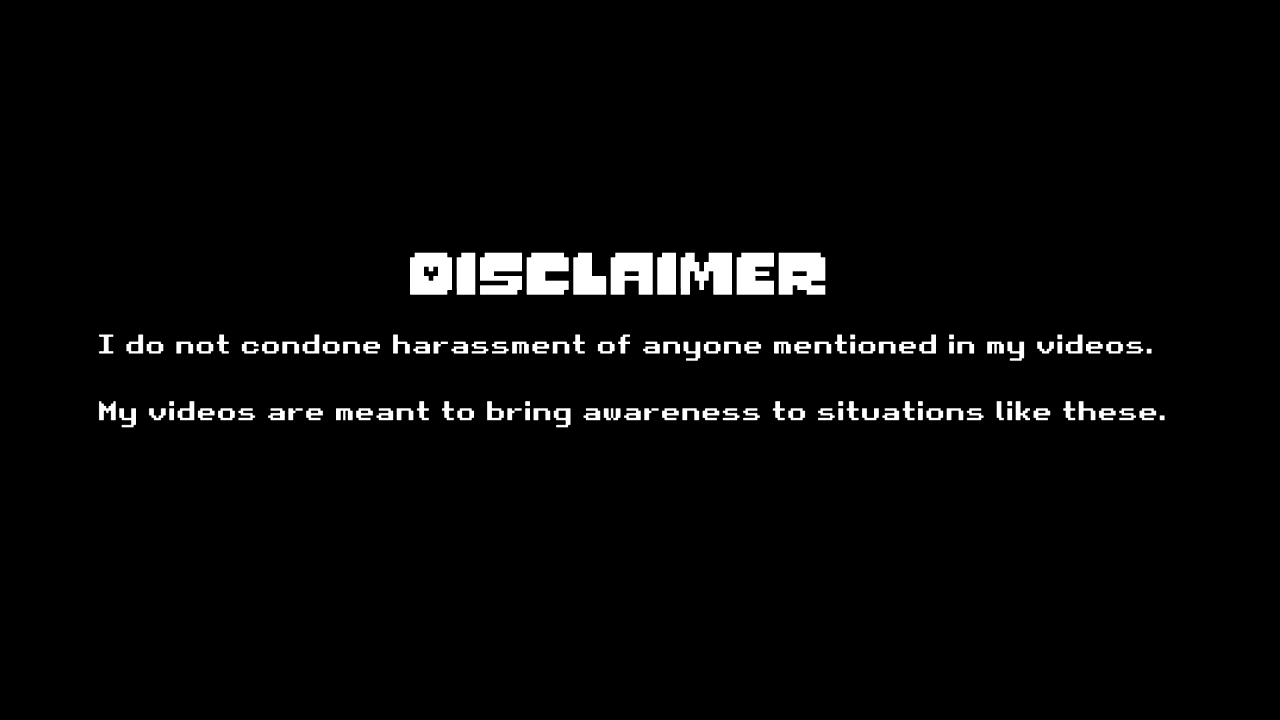 DISCLAIMER
I do not condone harassment of anyone mentioned in my videos.
My videos are meant to bring awareness to situations like these.